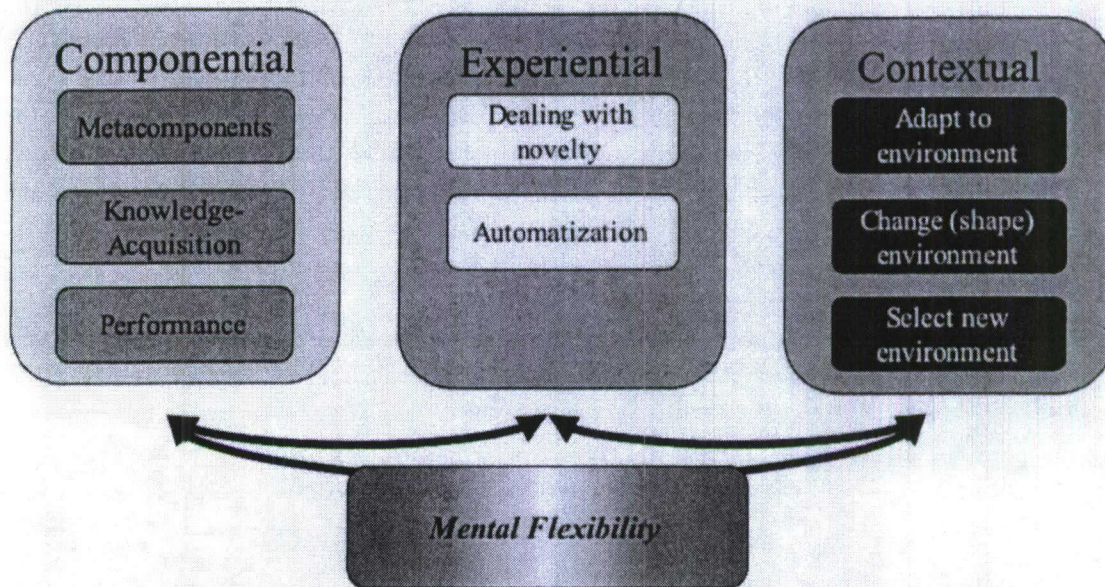 Componential
Metacomponents
Knowledge-
Acquisition
Performance
Experiential
Dealing with
novelty
Automatization
Contextual
Adapt to
environment
Change (shape)
environment
Select new
environment
Mental Flexibility